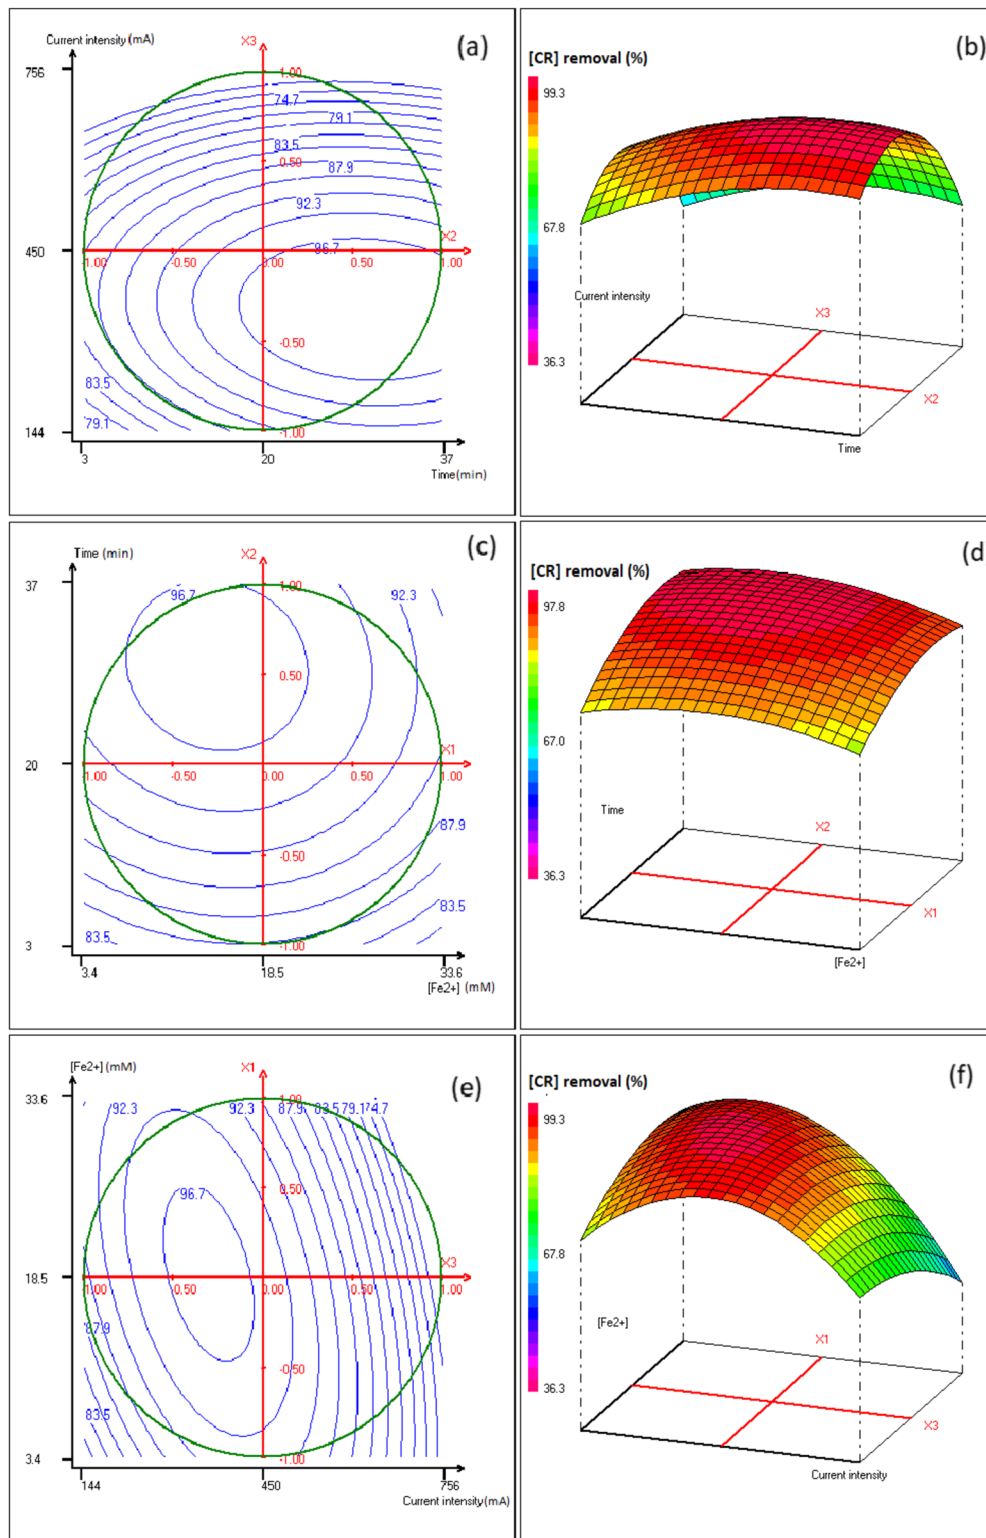 Current intensity (mA)
X3
(a)
756
1.00
74.7
79.1
83.5
0.50
87.9
92.3
96.7
X2
450
-1.00
-0.50
0.00
0.50
1.00
-0.50
83.5
79.1
144
-1.00
3
20
37
Time(min)
(b)
[CR] removal (%)
99.3
67.8
36.3
Current intensity
X3
X2
Time
Time (min)
X2
(c)
37
1.00
96.7
92.3
0.50
X1
20
-1.00
-0.50
0.00
0.50
1.00
87.9
-0.50
83.5
83.5
3
-1.00
3.4
18.5
33.6
[Fe2+] (mM)
(d)
[CR] removal (%)
97.8
67.0
36.3
Time
X2
X1
[Fe2+]
[Fe2+] (mM)
X1
(e)
33.6
1.00
92.3
92.3
87.9
83.5
79.1
74.7
96.7
0.50
X3
18.5
-1.00
0.50
0.00
0.50
1.00
87.9
-0.50
83.5
3.4
-1.00
144
450
756
Current intensity(mA)
(f)
[CR] removal (%)
99.3
67.8
36.3
[Fe2+]
X1
X3
Current intensity